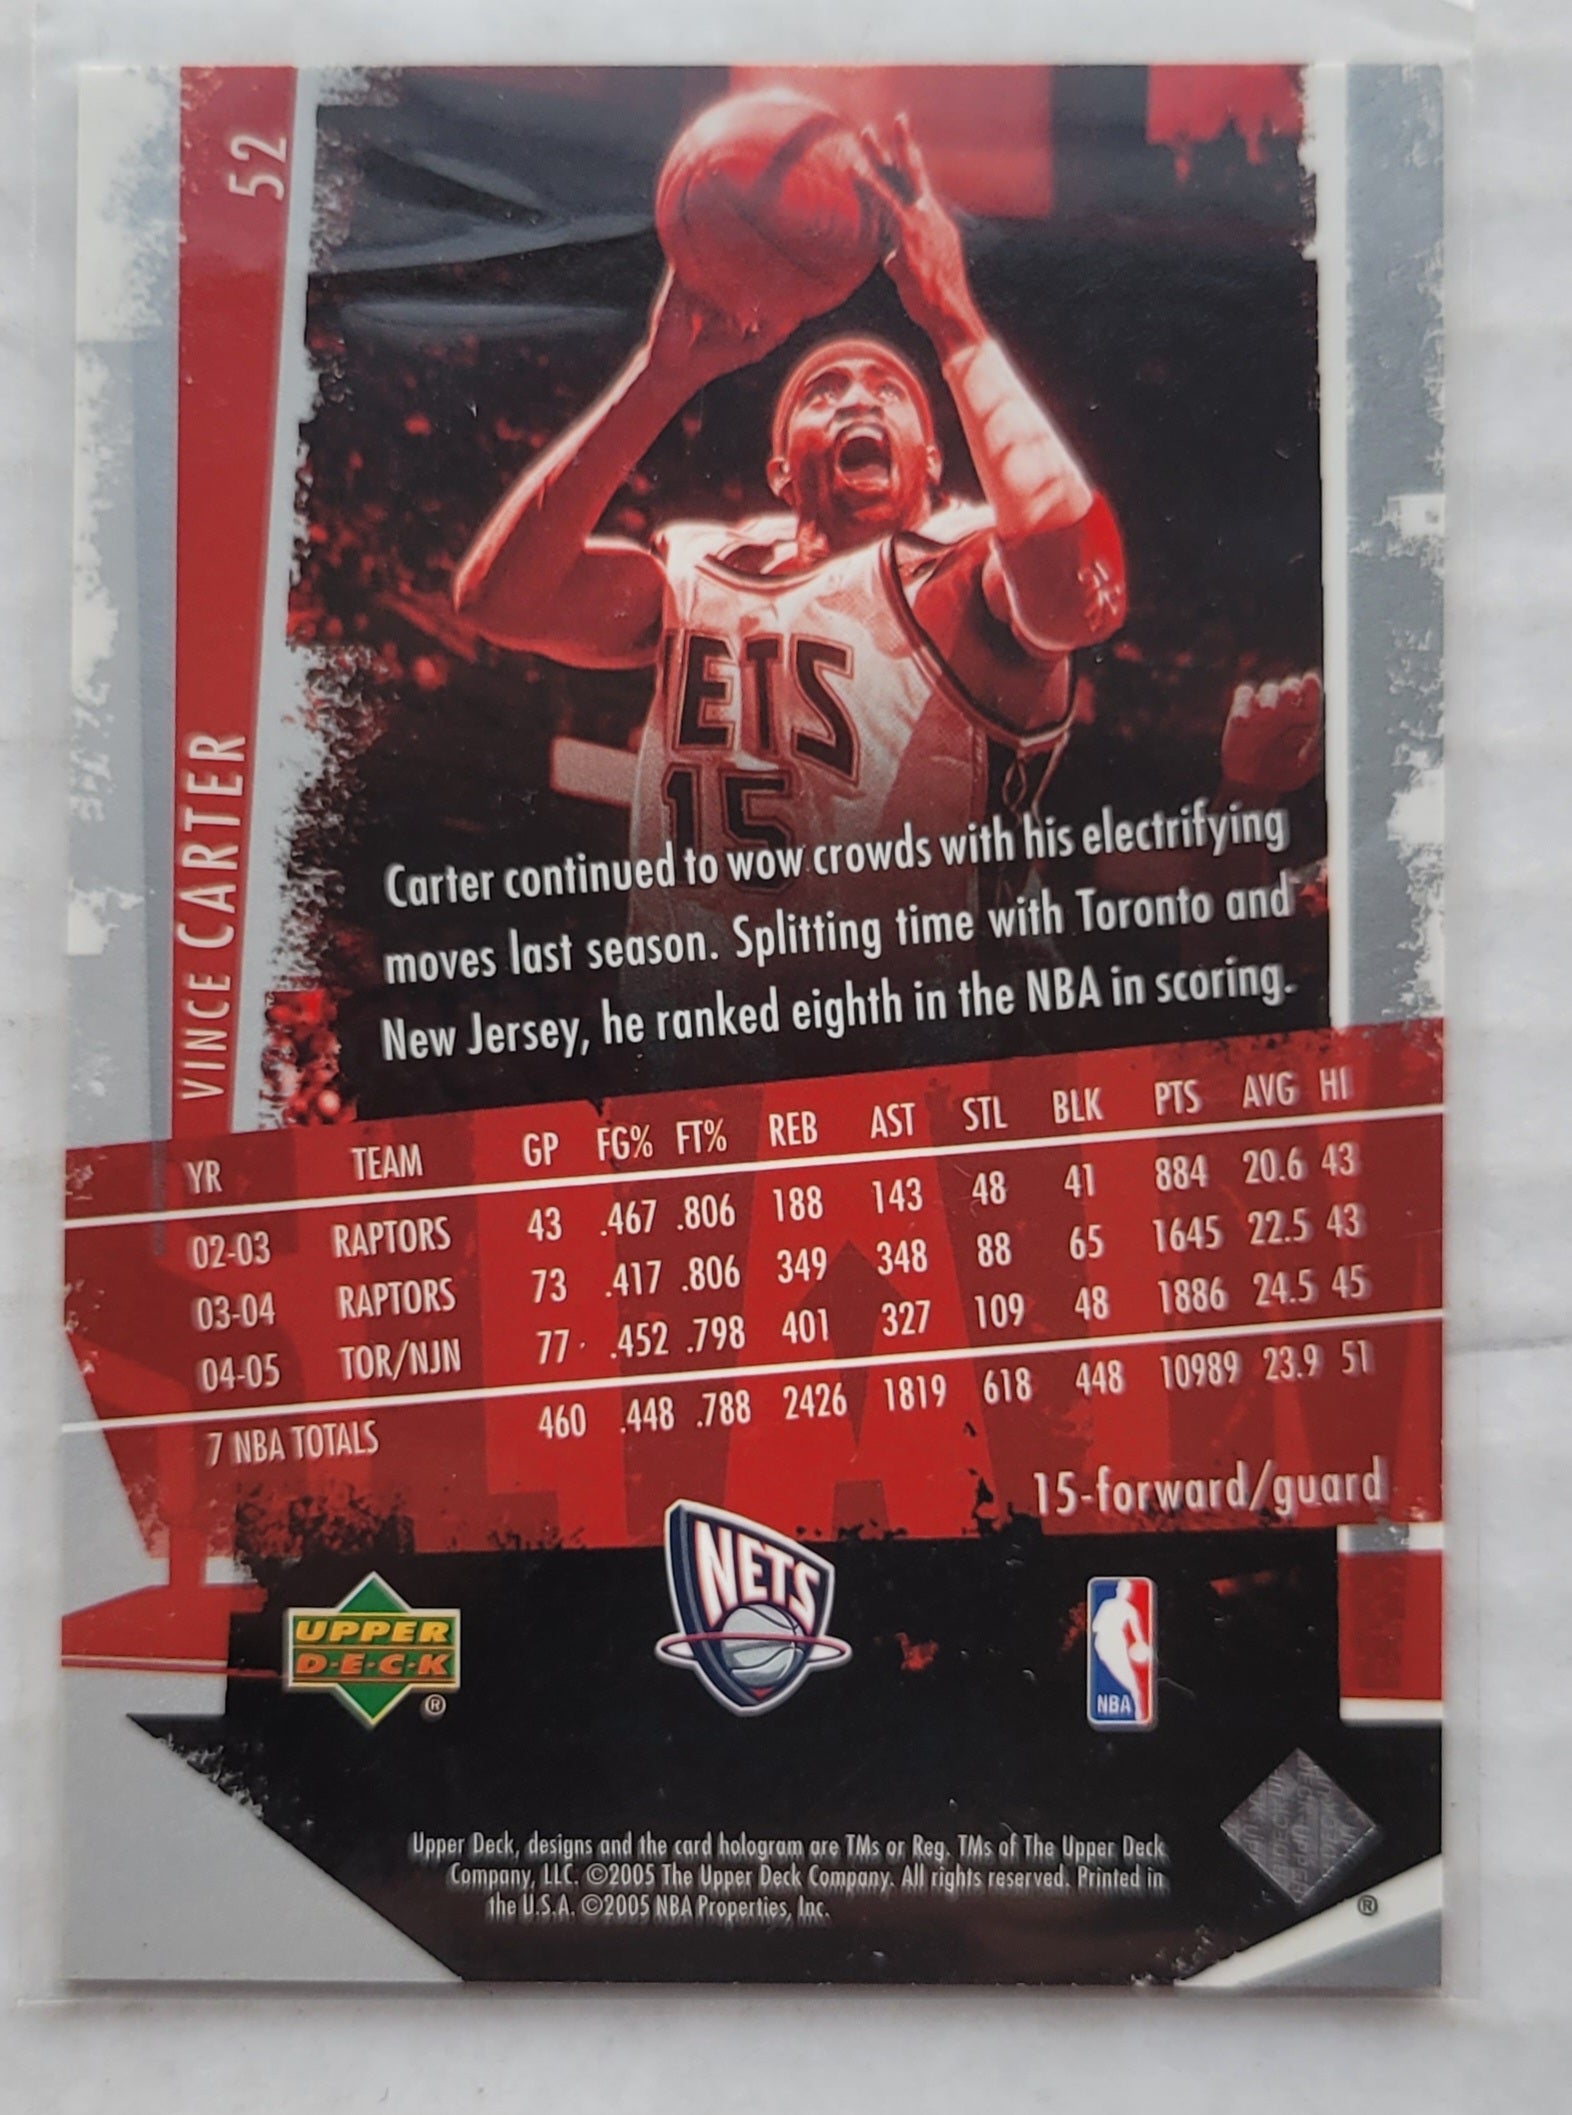 52
VINCE CARTER
ETS
15
Carter continued to wow crowds with his electrifying
moves last season. Splitting time with Toronto and
New Jersey, he ranked eighth in the NBA in scoring.
YR TEAM GP FG% FT% REB AST STL BLK PTS AVG HI
02-03 RAPTORS 43 .467 .806 188 143 48 41 884 20.6 43
03-04 RAPTORS 73 .417 .806 349 348 88 65 1645 22.5 43
04-05 TOR/NJN 77 .452 .798 401 327 109 48 1886 24.5 45
7 NBA TOTALS 460 .448 .788 2426 1819 618 448 10989 23.9 51
15-forward/guard
UPPER
D·E·C·K
®
NETS
NBA
Upper Deck, designs and the card hologram are TMs or Reg. TMs of The Upper Deck
Company, LLC. ©2005 The Upper Deck Company. All rights reserved. Printed in
the U.S.A. ©2005 NBA Properties, Inc.
®